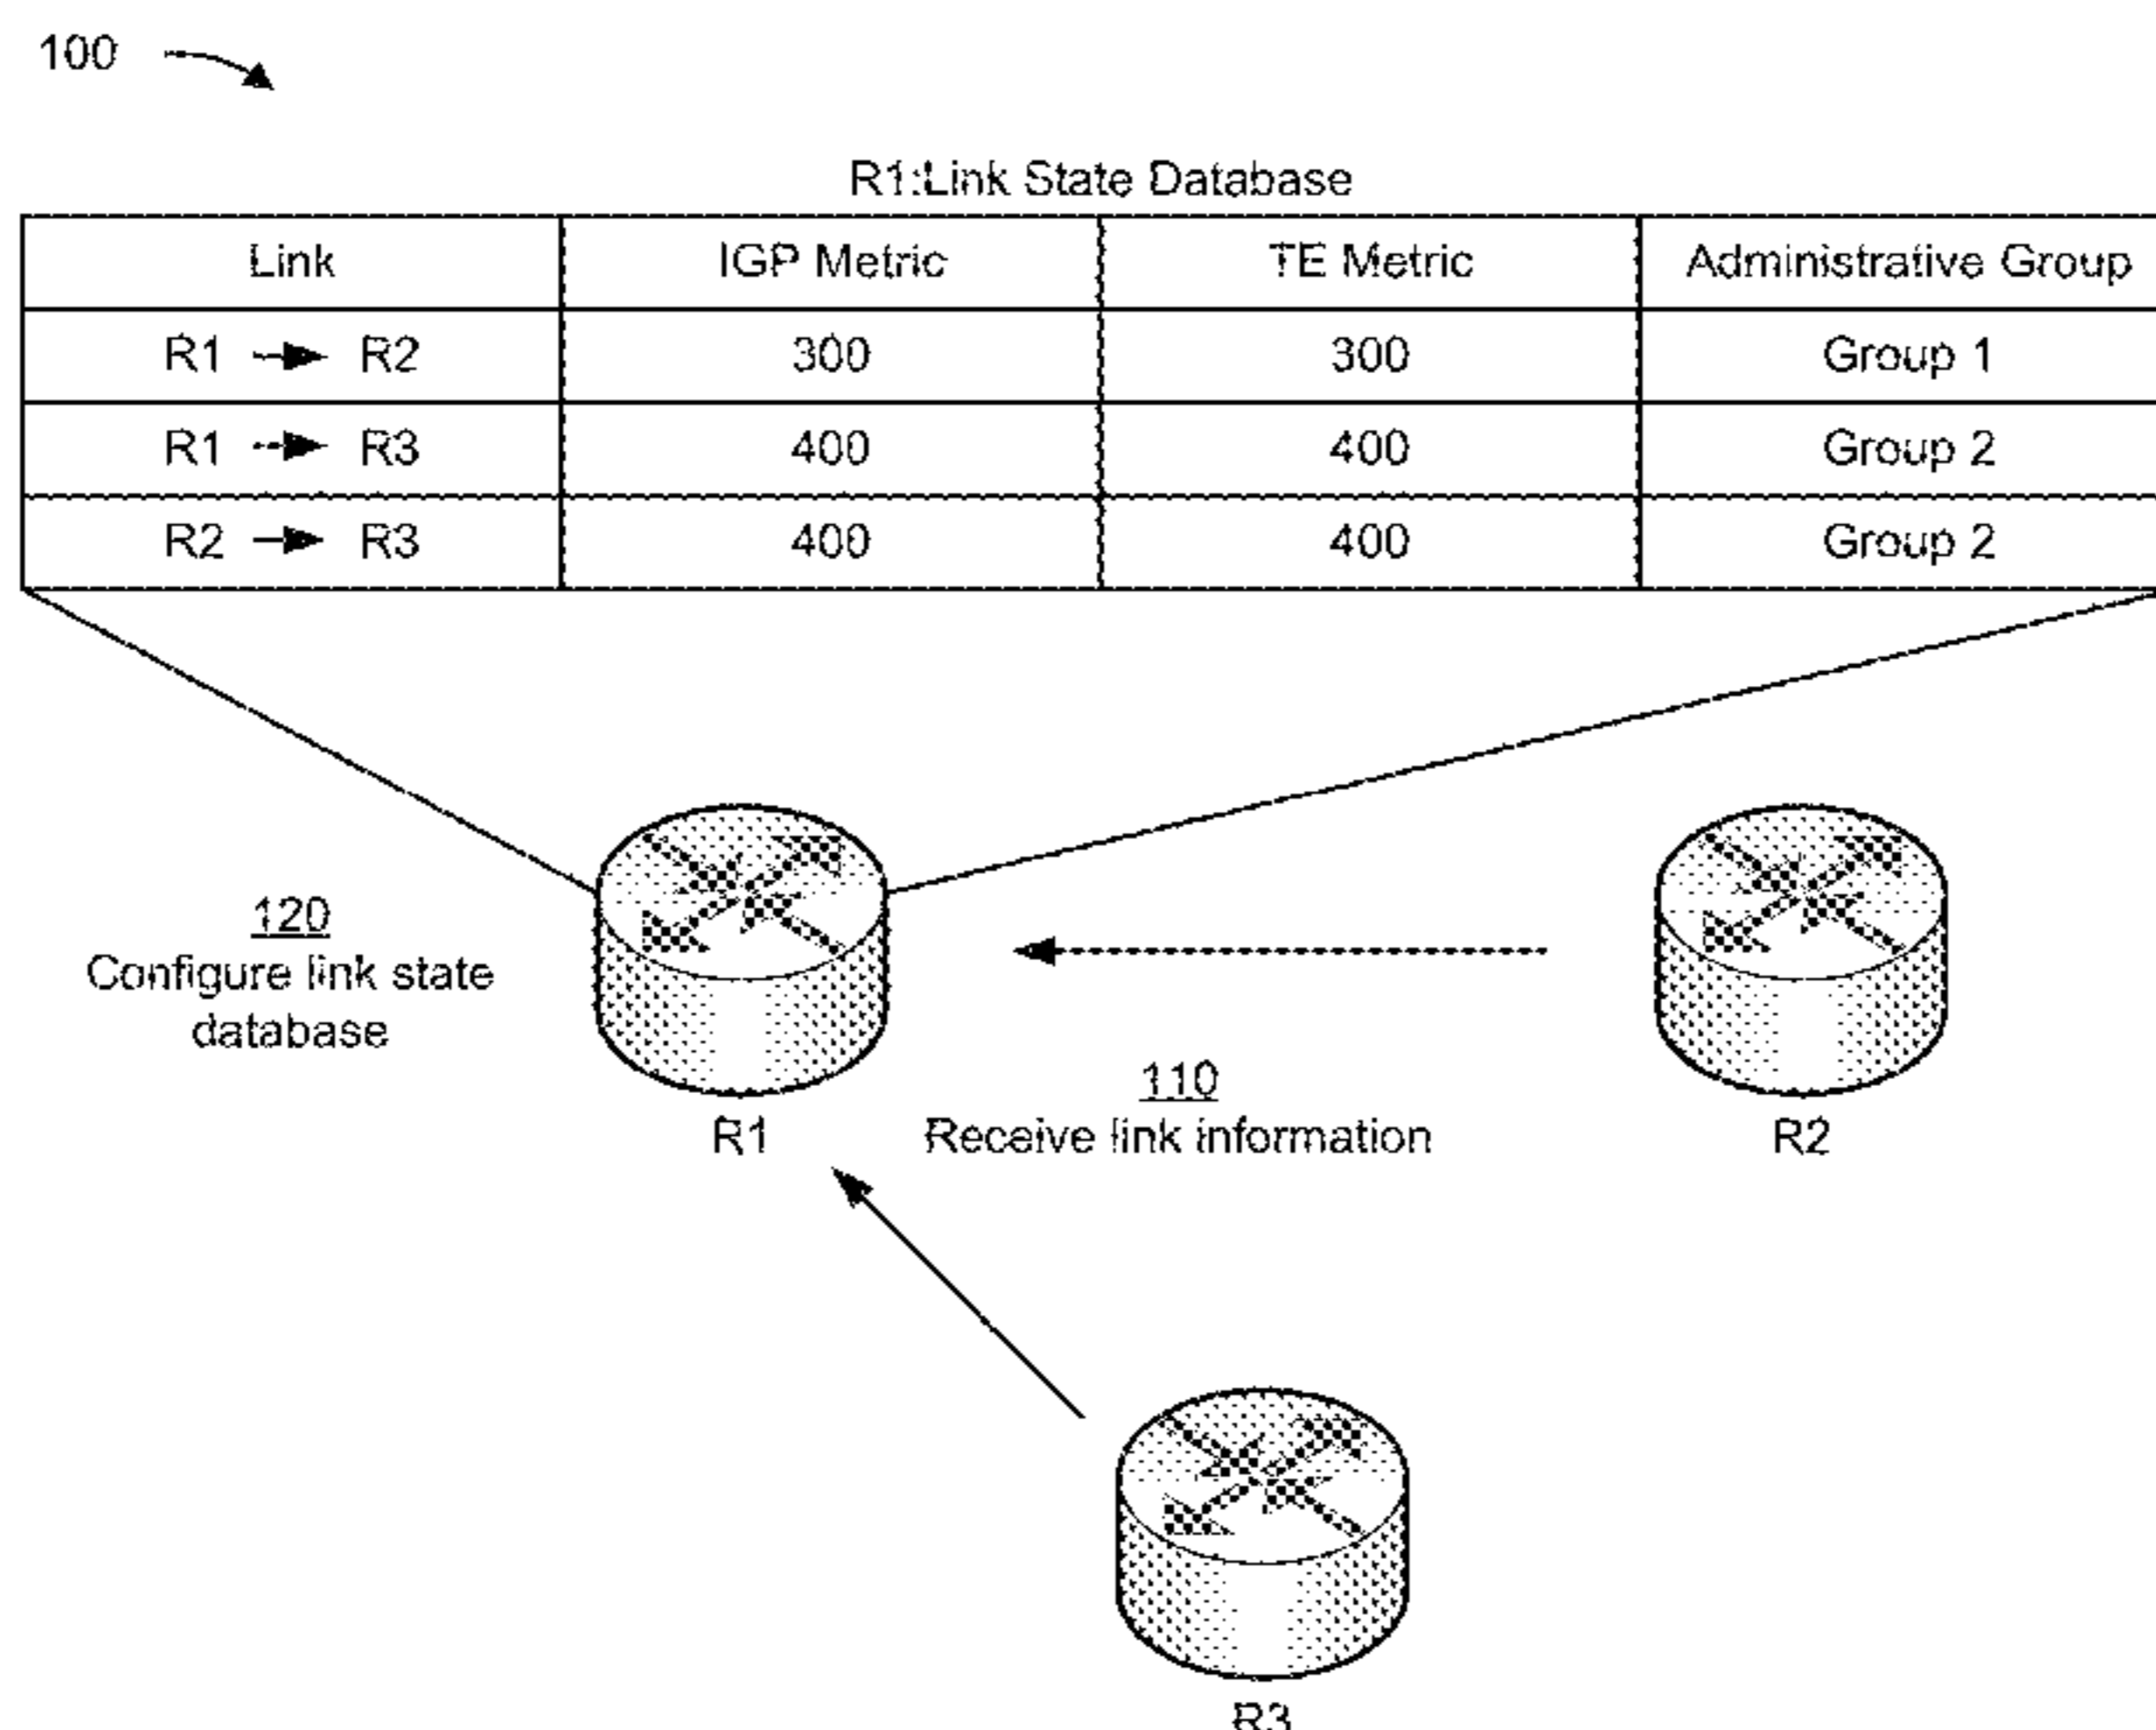 100
R1:Link State Database
Link IGP Metric TE Metric Administrative Group
R1 R2 300 300 Group 1
R1 R3 400 400 Group 2
R2 R3 400 400 Group 2
120
Configure link state
database
110
Receive link information
R1
R2
R3